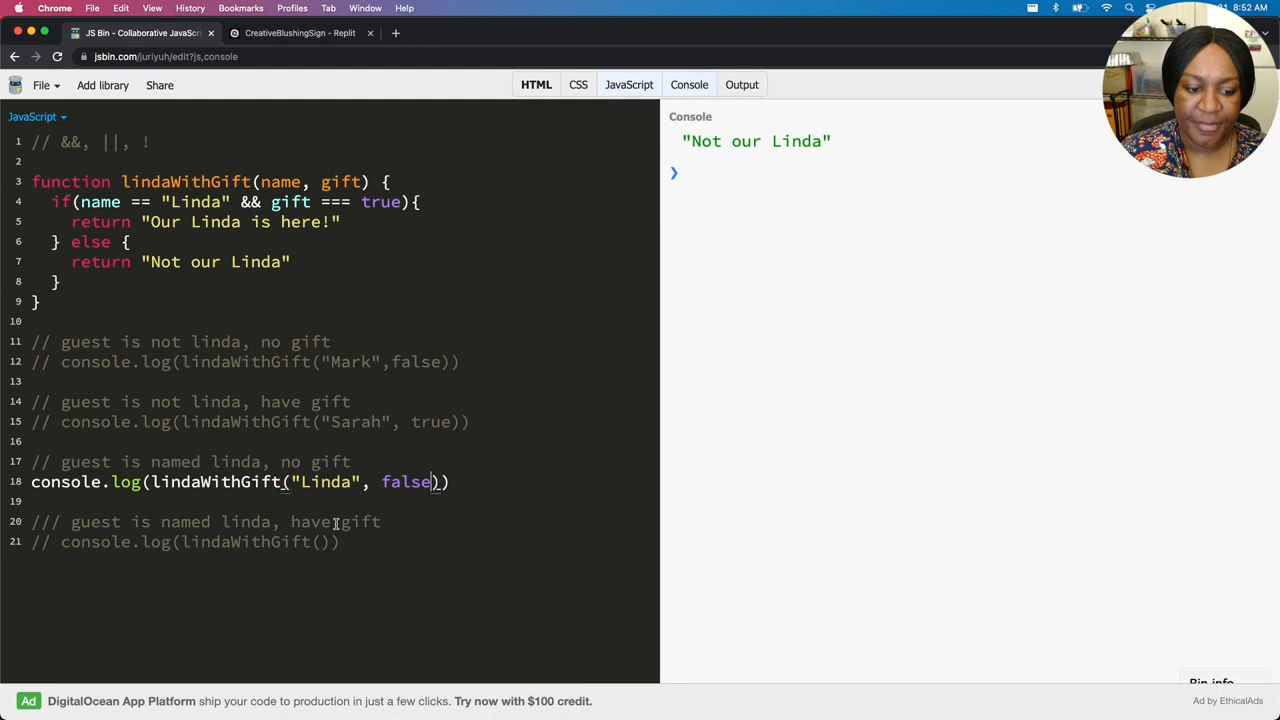 Chrome File Edit View History Bookmarks Profiles Tab Window Help 8:52 AM
JS Bin - Collaborative JavaScri CreativeBlushingSign - Replit
jsbin.com/juriyuh/edit?js,console
File Add library Share HTML CSS JavaScript Console Output
JavaScript
1 // &&, ||, !
2
3 function lindaWithGift(name, gift) {
4 if(name == "Linda" && gift === true){
5 return "Our Linda is here!"
6 } else {
7 return "Not our Linda"
8 }
9 }
10
11 // guest is not linda, no gift
12 // console.log(lindaWithGift("Mark",false))
13
14 // guest is not linda, have gift
15 // console.log(lindaWithGift("Sarah", true))
16
17 // guest is named linda, no gift
18 console.log(lindaWithGift("Linda", false))
19
20 /// guest is named linda, have gift
21 // console.log(lindaWithGift())
Console
"Not our Linda"
Bin info
Ad DigitalOcean App Platform ship your code to production in just a few clicks. Try now with $100 credit. Ad by EthicalAds